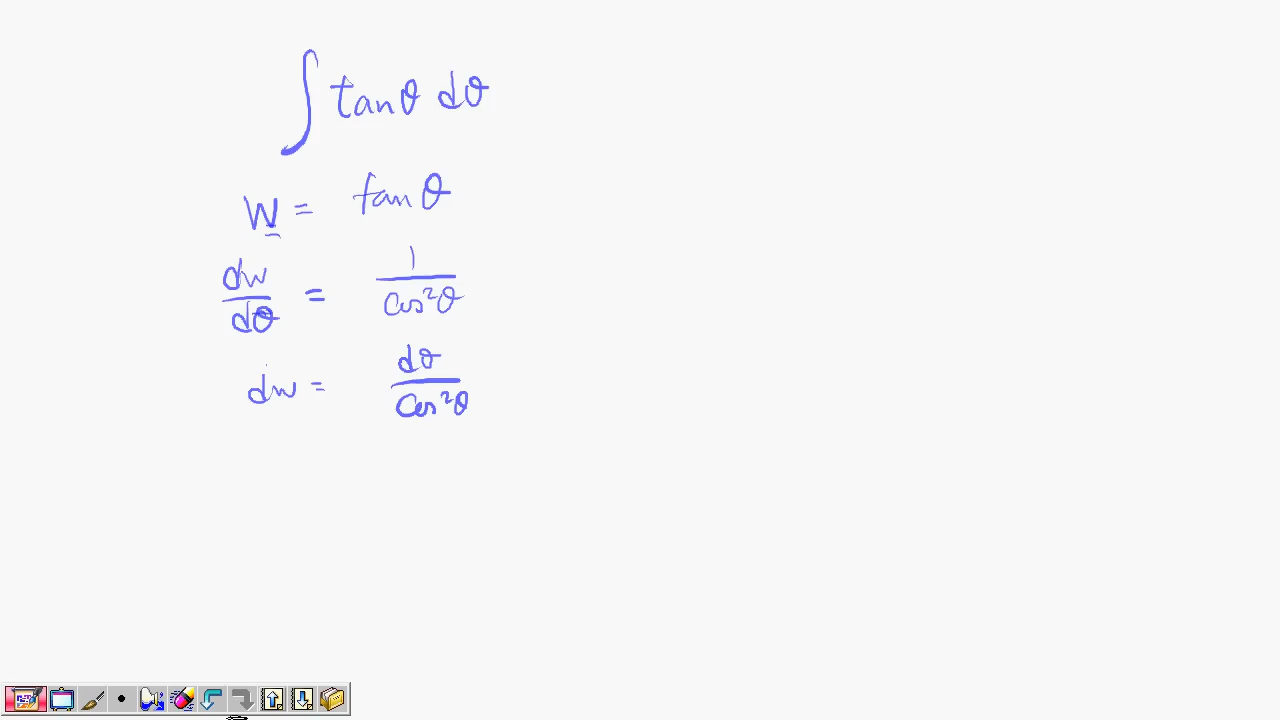 ∫ tanθ dθ
w = tanθ
dw/dθ = 1/cos²θ
dw = dθ/cos²θ